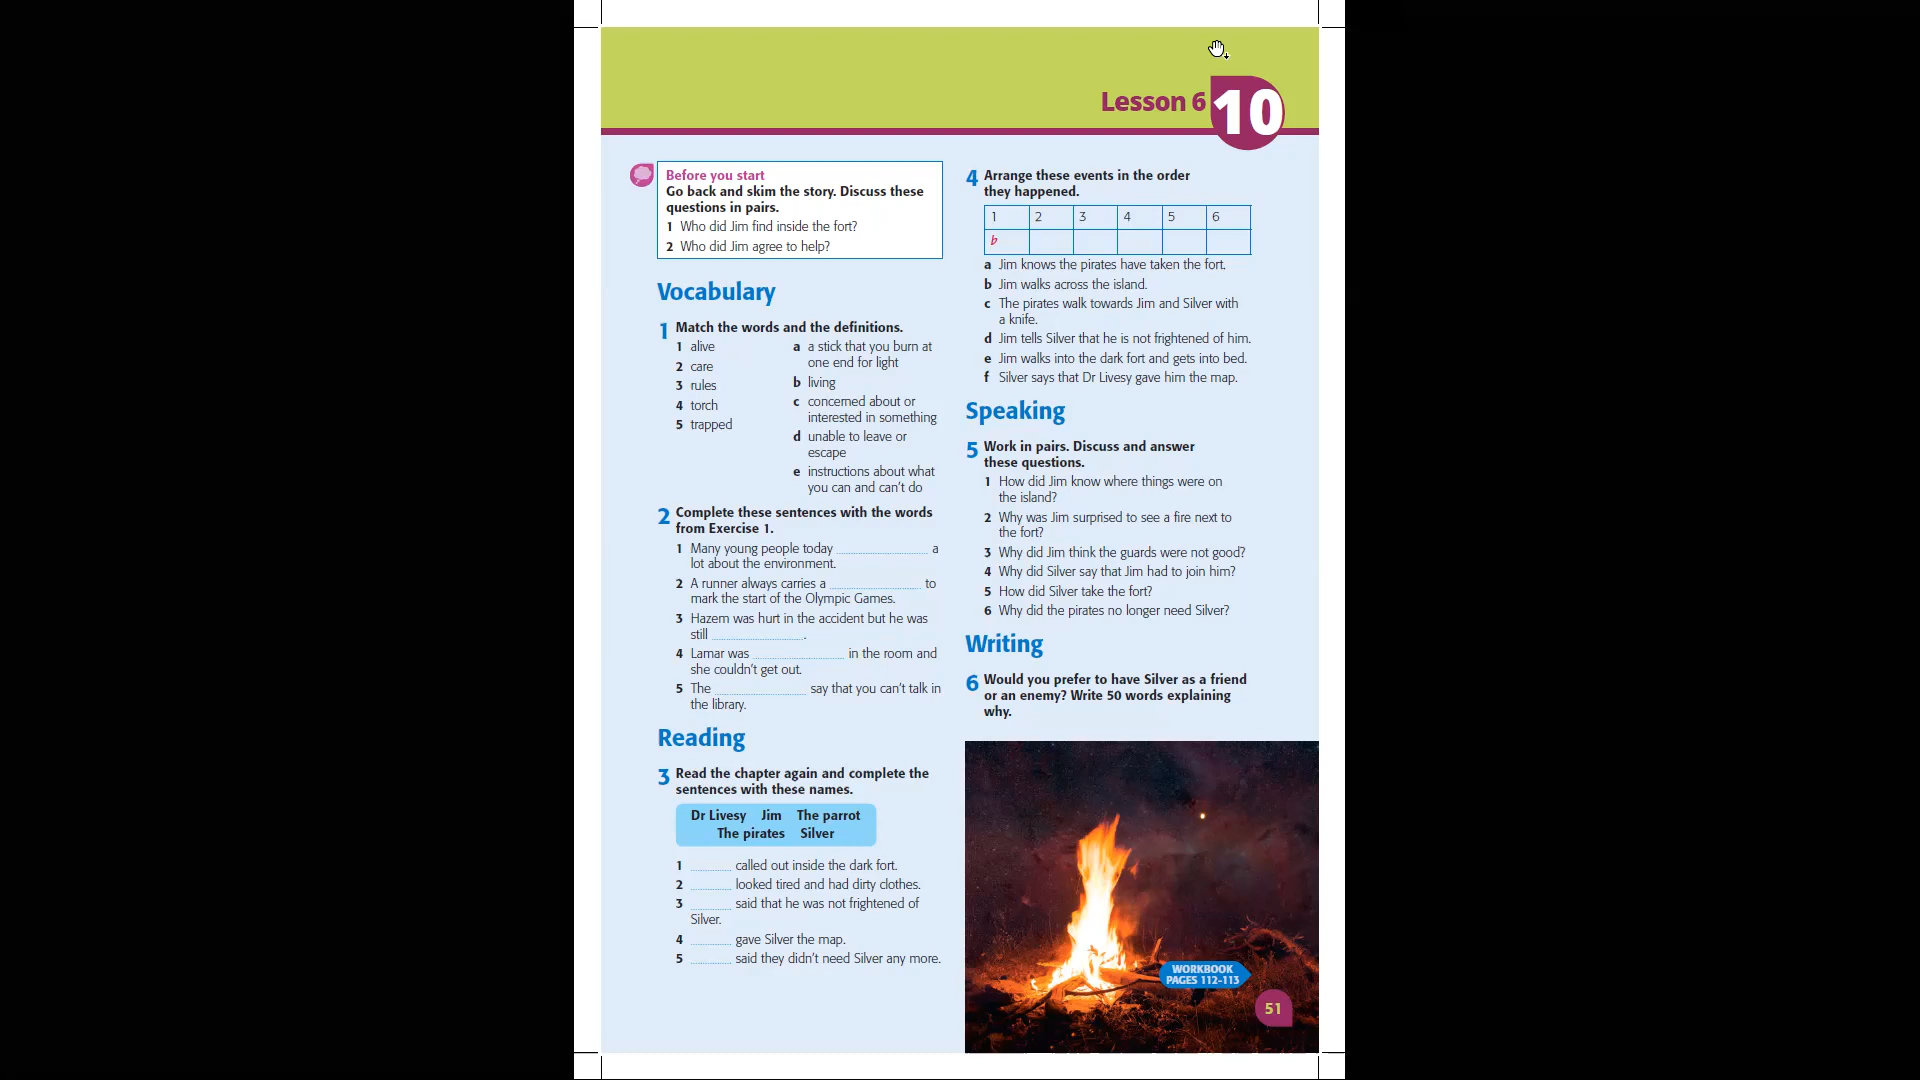 Lesson 6 10
Before you start
Go back and skim the story. Discuss these
questions in pairs.
1 Who did Jim find inside the fort?
2 Who did Jim agree to help?
Vocabulary
1 Match the words and the definitions.
1 alive
2 care
3 rules
4 torch
5 trapped
a a stick that you burn at
one end for light
b living
c concerned about or
interested in something
d unable to leave or
escape
e instructions about what
you can and can't do
2 Complete these sentences with the words
from Exercise 1.
1 Many young people today ............ a
lot about the environment.
2 A runner always carries a ............ to
mark the start of the Olympic Games.
3 Hazem was hurt in the accident but he was
still ............ .
4 Lamar was ............ in the room and
she couldn't get out.
5 The ............ say that you can't talk in
the library.
Reading
3 Read the chapter again and complete the
sentences with these names.
Dr Livesy Jim The parrot
The pirates Silver
1 ............ called out inside the dark fort.
2 ............ looked tired and had dirty clothes.
3 ............ said that he was not frightened of
Silver.
4 ............ gave Silver the map.
5 ............ said they didn't need Silver any more.
4 Arrange these events in the order
they happened.
1 2 3 4 5 6
b
a Jim knows the pirates have taken the fort.
b Jim walks across the island.
c The pirates walk towards Jim and Silver with
a knife.
d Jim tells Silver that he is not frightened of him.
e Jim walks into the dark fort and gets into bed.
f Silver says that Dr Livesy gave him the map.
Speaking
5 Work in pairs. Discuss and answer
these questions.
1 How did Jim know where things were on
the island?
2 Why was Jim surprised to see a fire next to
the fort?
3 Why did Jim think the guards were not good?
4 Why did Silver say that Jim had to join him?
5 How did Silver take the fort?
6 Why did the pirates no longer need Silver?
Writing
6 Would you prefer to have Silver as a friend
or an enemy? Write 50 words explaining
why.
WORKBOOK
PAGES 112-113
51